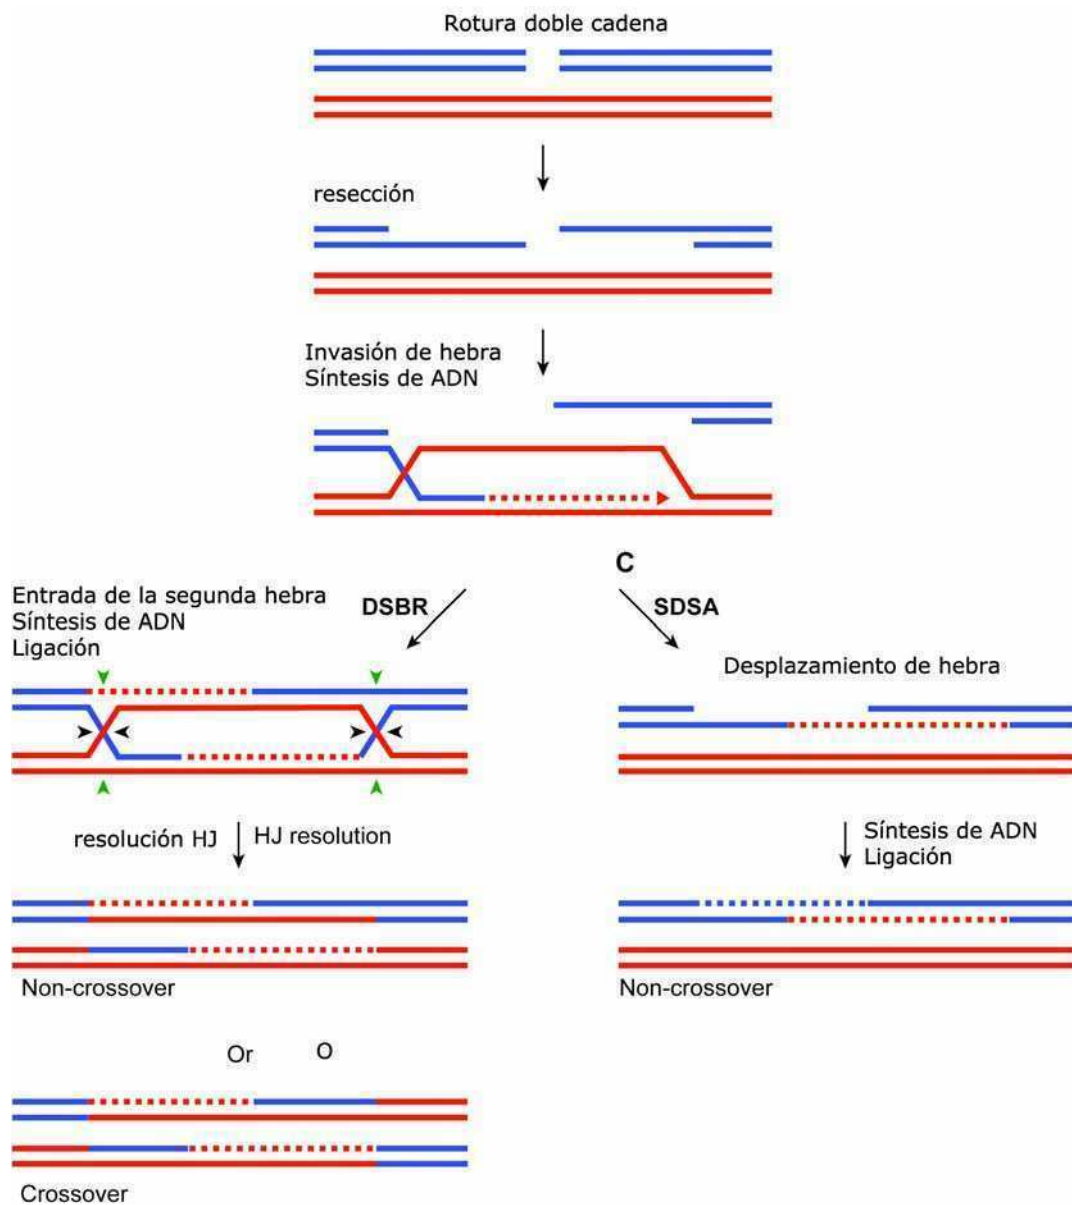 Rotura doble cadena
resección
Invasión de hebra
Síntesis de ADN
C
DSBR
SDSA
Entrada de la segunda hebra
Síntesis de ADN
Ligación
Desplazamiento de hebra
resolución HJ
HJ resolution
Síntesis de ADN
Ligación
Non-crossover
Non-crossover
Or
O
Crossover